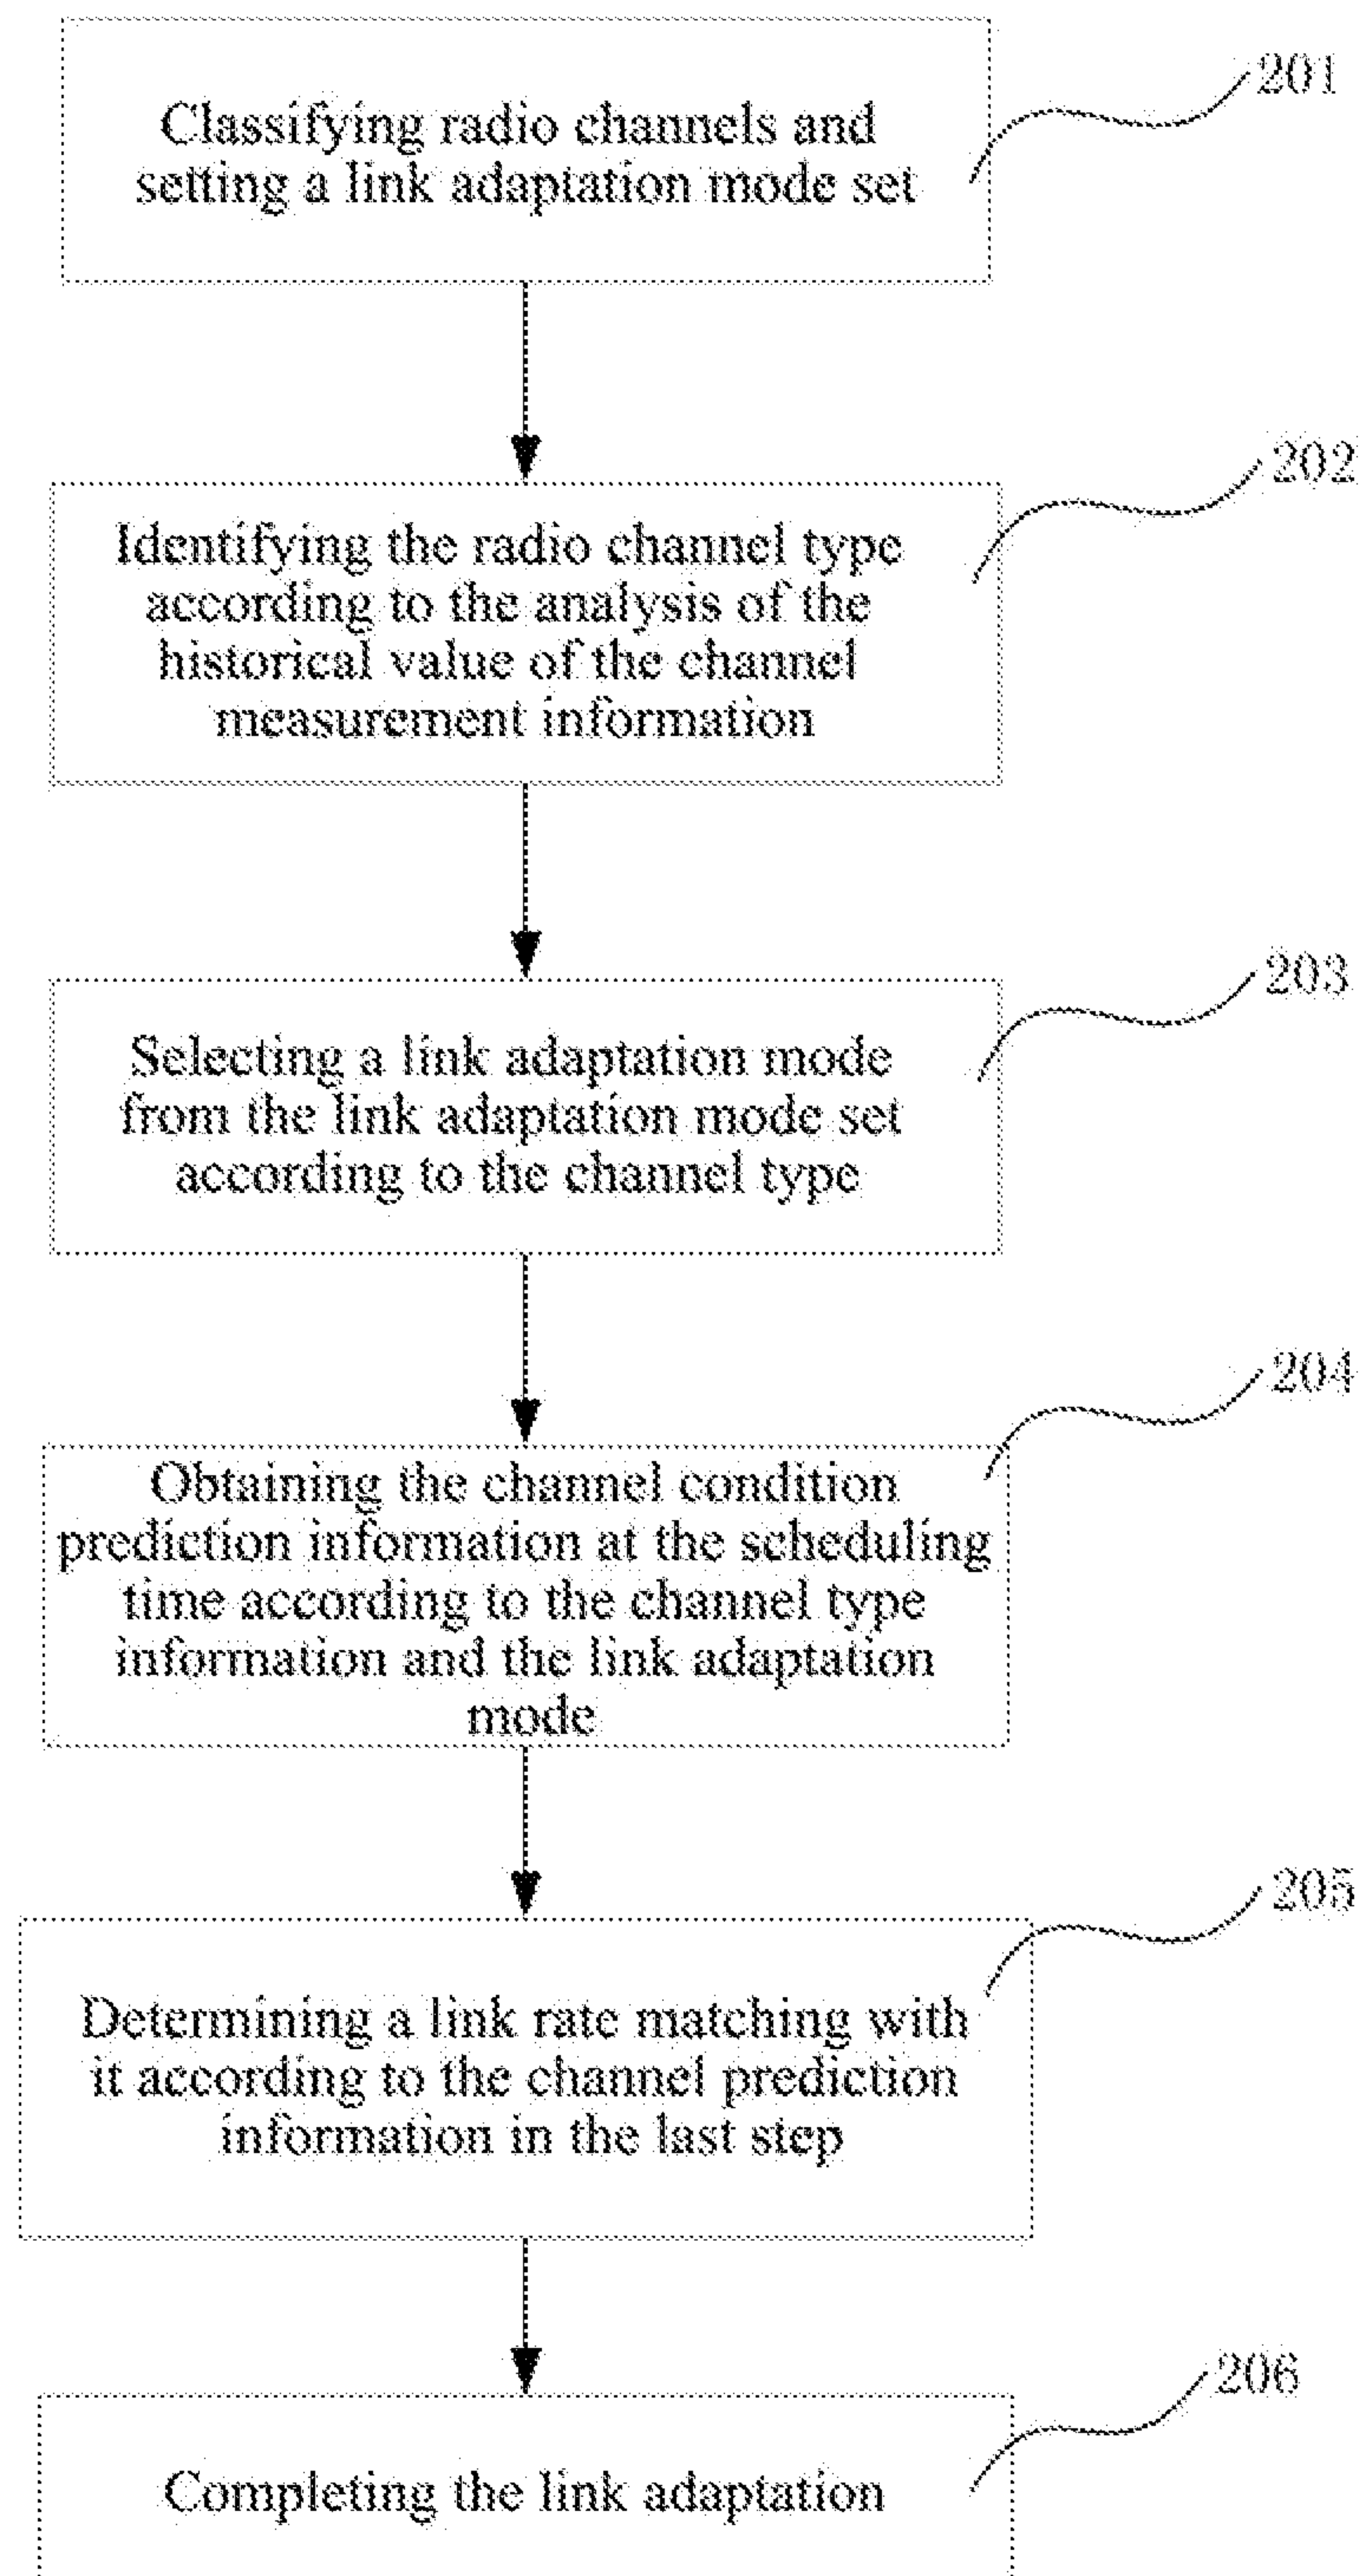 201
Classifying radio channels and
setting a link adaptation mode set
202
Identifying the radio channel type
according to the analysis of the
historical value of the channel
measurement information
203
Selecting a link adaptation mode
from the link adaptation mode set
according to the channel type
204
Obtaining the channel condition
prediction information at the scheduling
time according to the channel type
information and the link adaptation
mode
205
Determining a link rate matching with
it according to the channel prediction
information in the last step
206
Completing the link adaptation